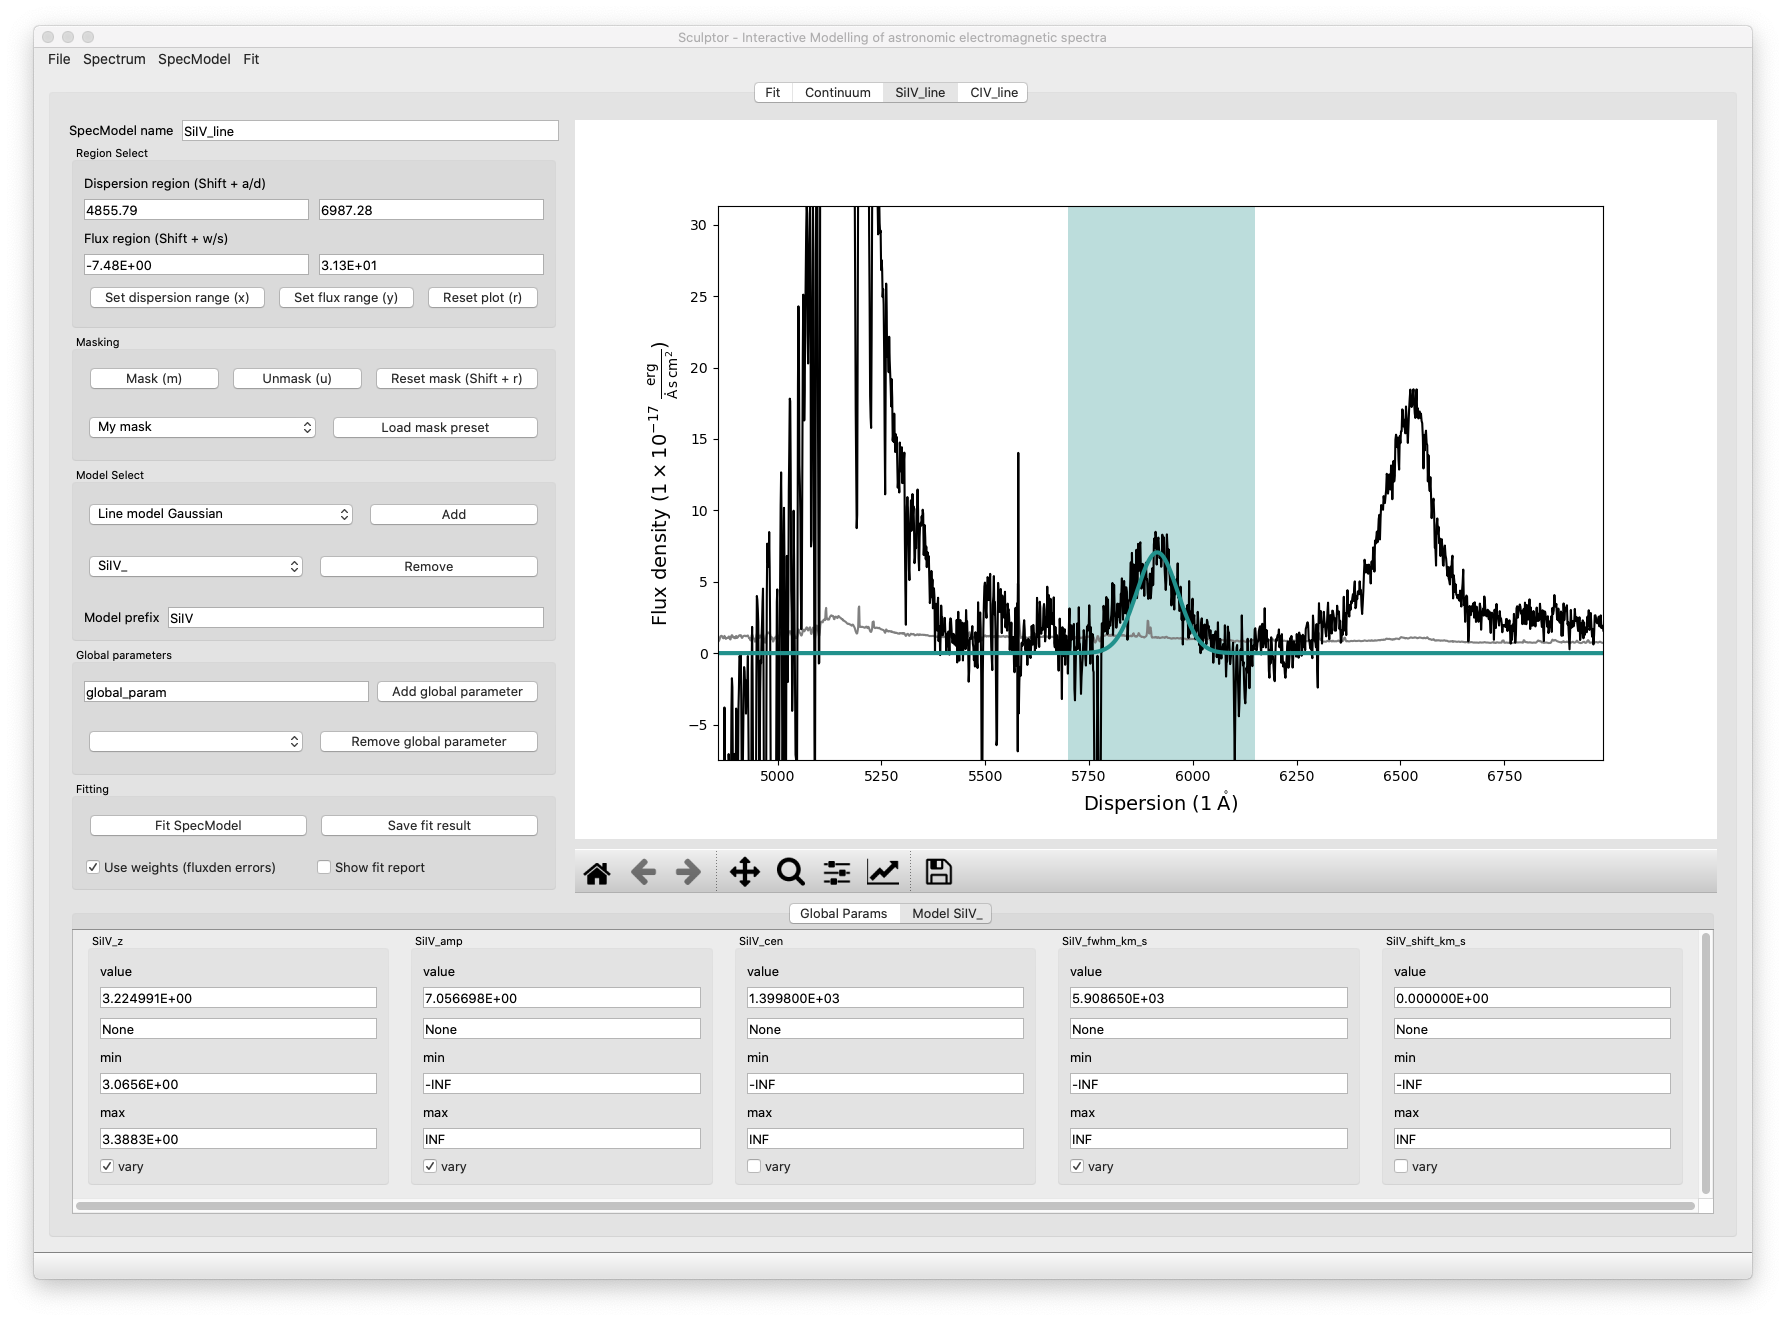 Sculptor - Interactive Modelling of astronomic electromagnetic spectra
File Spectrum SpecModel Fit
Fit Continuum SiIV_line CIV_line
SpecModel name SiIV_line
Region Select
Dispersion region (Shift + a/d)
4855.79 6987.28
Flux region (Shift + w/s)
-7.48E+00 3.13E+01
Set dispersion range (x) Set flux range (y) Reset plot (r)
Masking
Mask (m) Unmask (u) Reset mask (Shift + r)
My mask Load mask preset
Model Select
Line model Gaussian Add
SiIV_ Remove
Model prefix SiIV
Global parameters
global_param Add global parameter
Remove global parameter
Fitting
Fit SpecModel Save fit result
Use weights (fluxden errors) Show fit report
30
25
20
15
10
5
0
−5
Flux density (1 × 10⁻¹⁷ erg / Å s cm²)
5000 5250 5500 5750 6000 6250 6500 6750
Dispersion (1 Å)
Global Params Model SiIV_
SiIV_z SiIV_amp SiIV_cen SiIV_fwhm_km_s SiIV_shift_km_s
value value value value value
3.224991E+00 7.056698E+00 1.399800E+03 5.908650E+03 0.000000E+00
None None None None None
min min min min min
3.0656E+00 -INF -INF -INF -INF
max max max max max
3.3883E+00 INF INF INF INF
vary vary vary vary vary